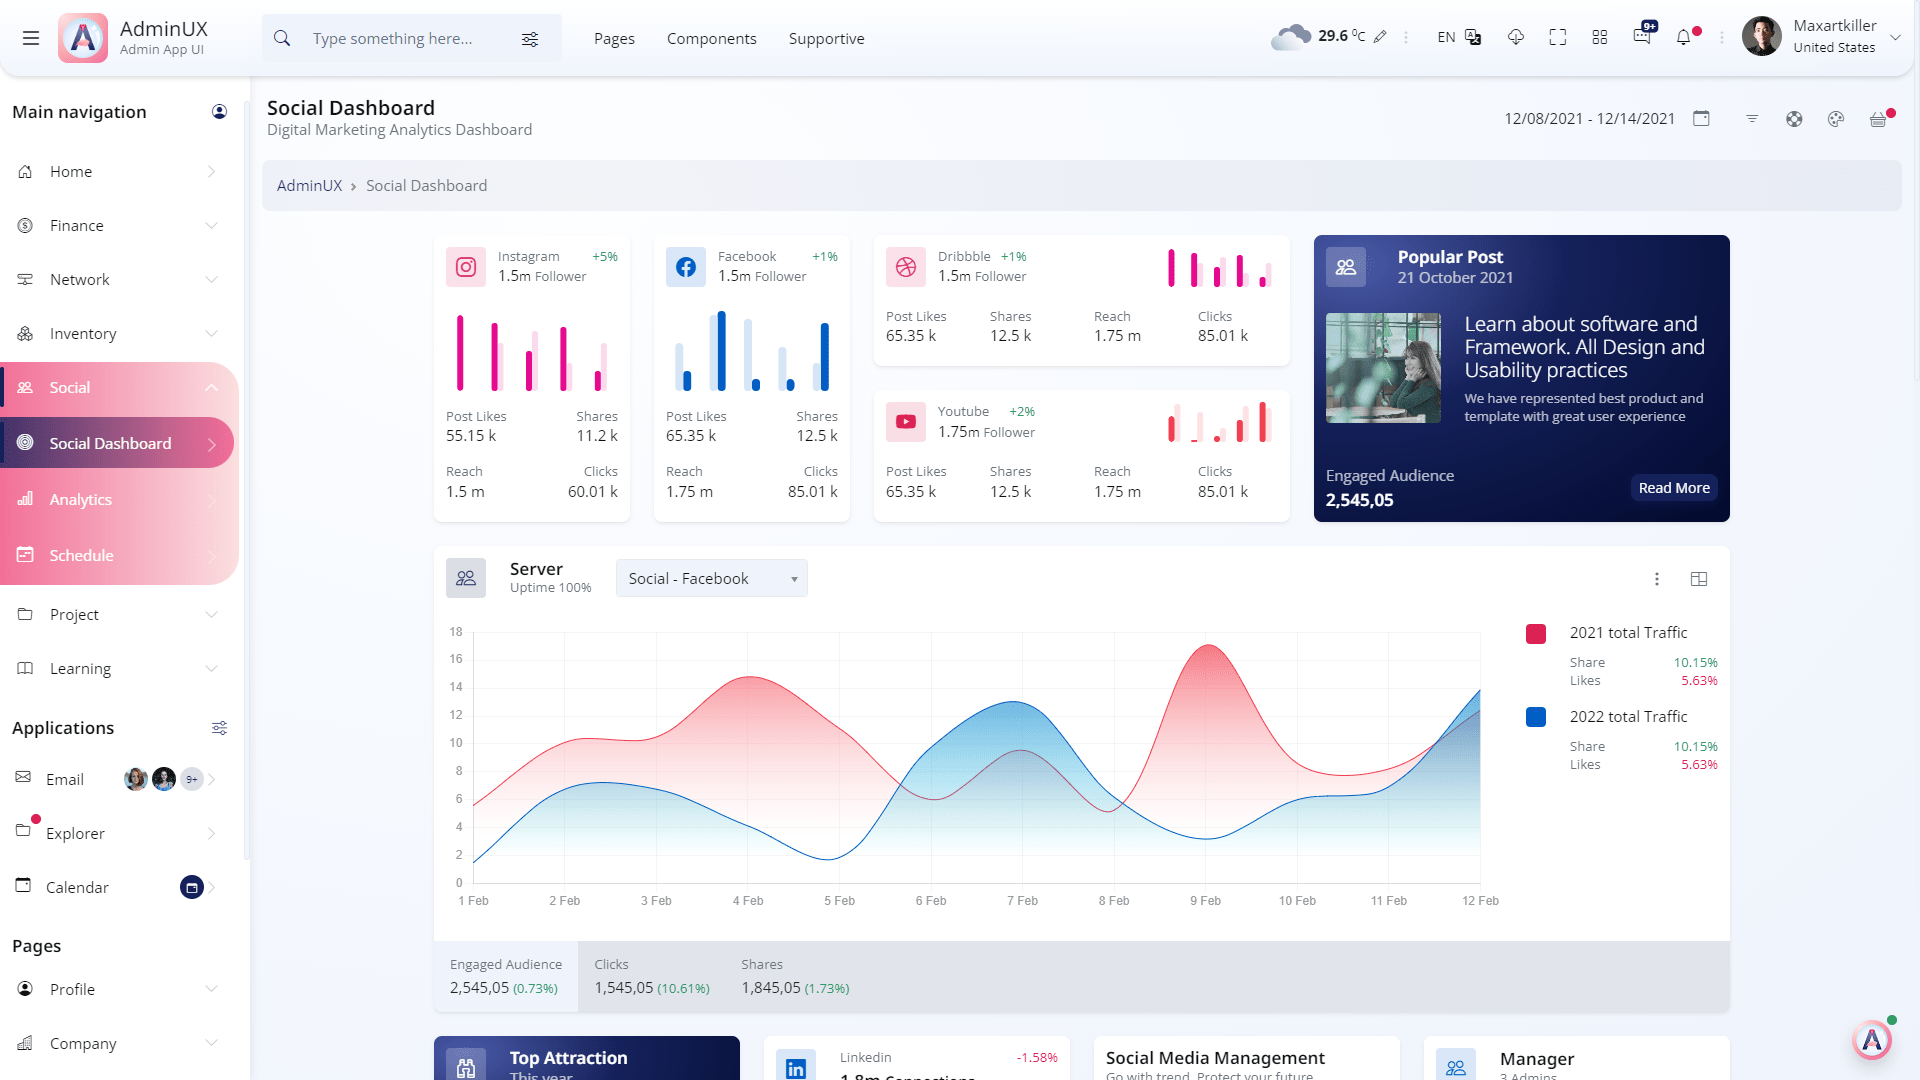 AdminUX
Admin App UI
Type something here...
Pages
Components
Supportive
29.6 °C
EN
9+
Maxartkiller
United States
Main navigation
Home
Finance
Network
Inventory
Social
Social Dashboard
Analytics
Schedule
Project
Learning
Applications
Email
9+
Explorer
Calendar
Pages
Profile
Company
Social Dashboard
Digital Marketing Analytics Dashboard
12/08/2021 - 12/14/2021
AdminUX
Social Dashboard
Instagram +5%
1.5m Follower
Post Likes Shares
55.15 k 11.2 k
Reach Clicks
1.5 m 60.01 k
Facebook +1%
1.5m Follower
Post Likes Shares
65.35 k 12.5 k
Reach Clicks
1.75 m 85.01 k
Dribbble +1%
1.5m Follower
Post Likes Shares Reach Clicks
65.35 k 12.5 k 1.75 m 85.01 k
Youtube +2%
1.75m Follower
Post Likes Shares Reach Clicks
65.35 k 12.5 k 1.75 m 85.01 k
Popular Post
21 October 2021
Learn about software and
Framework. All Design and
Usability practices
We have represented best product and
template with great user experience
Engaged Audience
2,545,05
Read More
Server
Uptime 100%
Social - Facebook
18
16
14
12
10
8
6
4
2
0
1 Feb 2 Feb 3 Feb 4 Feb 5 Feb 6 Feb 7 Feb 8 Feb 9 Feb 10 Feb 11 Feb 12 Feb
2021 total Traffic
Share 10.15%
Likes 5.63%
2022 total Traffic
Share 10.15%
Likes 5.63%
Engaged Audience
2,545,05 (0.73%)
Clicks
1,545,05 (10.61%)
Shares
1,845,05 (1.73%)
Top Attraction
This year
Linkedin -1.58%
1.8m Connections
Social Media Management
Go with trend. Protect your future
Manager
3 Admins